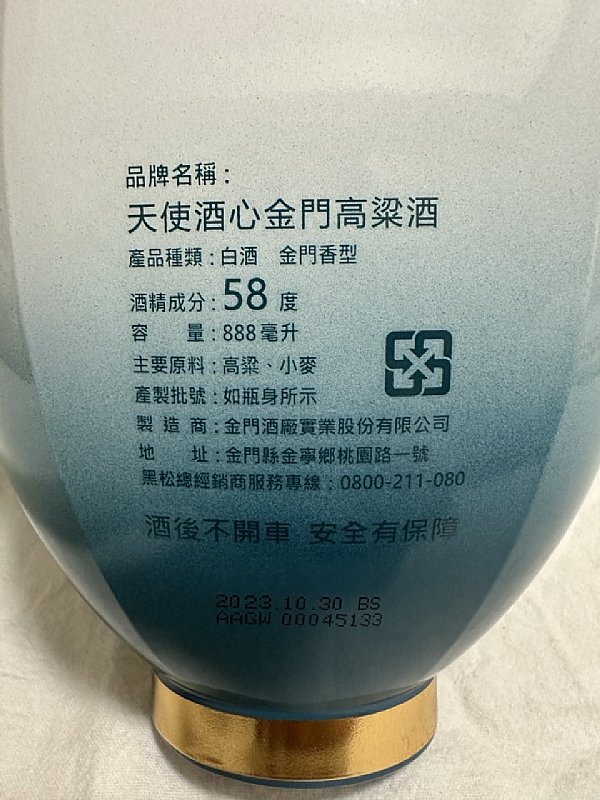 品牌名稱：
天使酒心金門高粱酒
產品種類：白酒　金門香型
酒精成分：58 度
容　　量：888毫升
主要原料：高粱、小麥
產製批號：如瓶身所示
製 造 商：金門酒廠實業股份有限公司
地　　址：金門縣金寧鄉桃園路一號
黑松總經銷商服務專線：0800-211-080
酒後不開車 安全有保障
2023.10.30 BS
AAGW 00045133